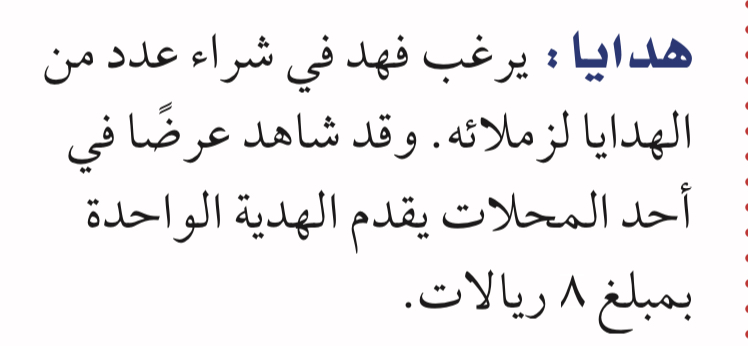 هدايا : يرغب فهد في شراء عدد من
الهدايا لزملائه. وقد شاهد عرضًا في
أحد المحلات يقدم الهدية الواحدة
بمبلغ ٨ ريالات.